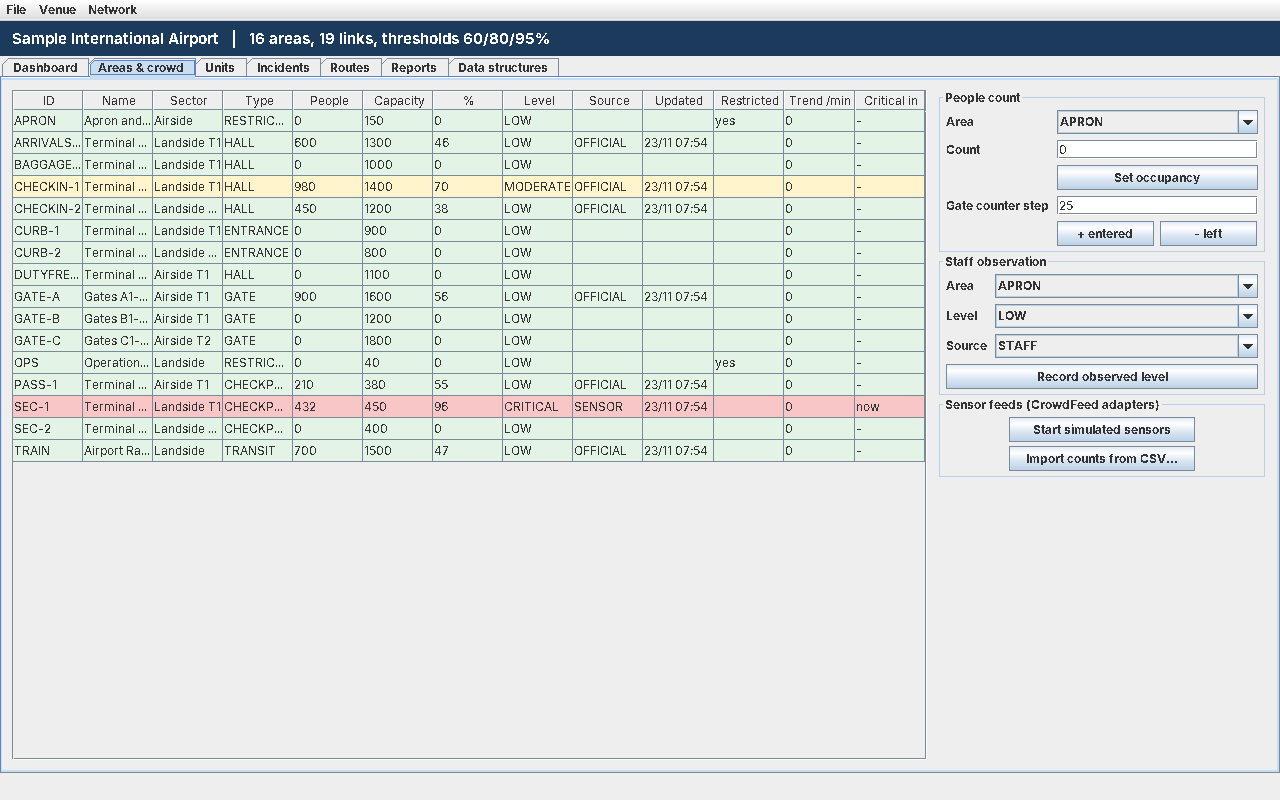 File Venue Network
Sample International Airport | 16 areas, 19 links, thresholds 60/80/95%
Dashboard Areas & crowd Units Incidents Routes Reports Data structures
ID Name Sector Type People Capacity % Level Source Updated Restricted Trend /min Critical in
APRON Apron and... Airside RESTRIC... 0 150 0 LOW yes 0 -
ARRIVALS... Terminal ... Landside T1 HALL 600 1300 46 LOW OFFICIAL 23/11 07:54 0 -
BAGGAGE... Terminal ... Landside T1 HALL 0 1000 0 LOW 0 -
CHECKIN-1 Terminal ... Landside T1 HALL 980 1400 70 MODERATE OFFICIAL 23/11 07:54 0 -
CHECKIN-2 Terminal ... Landside ... HALL 450 1200 38 LOW OFFICIAL 23/11 07:54 0 -
CURB-1 Terminal ... Landside T1 ENTRANCE 0 900 0 LOW 0 -
CURB-2 Terminal ... Landside ... ENTRANCE 0 800 0 LOW 0 -
DUTYFRE... Terminal ... Airside T1 HALL 0 1100 0 LOW 0 -
GATE-A Gates A1-... Airside T1 GATE 900 1600 56 LOW OFFICIAL 23/11 07:54 0 -
GATE-B Gates B1-... Airside T1 GATE 0 1200 0 LOW 0 -
GATE-C Gates C1-... Airside T2 GATE 0 1800 0 LOW 0 -
OPS Operation... Landside RESTRIC... 0 40 0 LOW yes 0 -
PASS-1 Terminal ... Airside T1 CHECKP... 210 380 55 LOW OFFICIAL 23/11 07:54 0 -
SEC-1 Terminal ... Landside T1 CHECKP... 432 450 96 CRITICAL SENSOR 23/11 07:54 0 now
SEC-2 Terminal ... Landside ... CHECKP... 0 400 0 LOW 0 -
TRAIN Airport Ra... Landside TRANSIT 700 1500 47 LOW OFFICIAL 23/11 07:54 0 -
People count
Area APRON
Count 0
Set occupancy
Gate counter step 25
+ entered - left
Staff observation
Area APRON
Level LOW
Source STAFF
Record observed level
Sensor feeds (CrowdFeed adapters)
Start simulated sensors
Import counts from CSV...